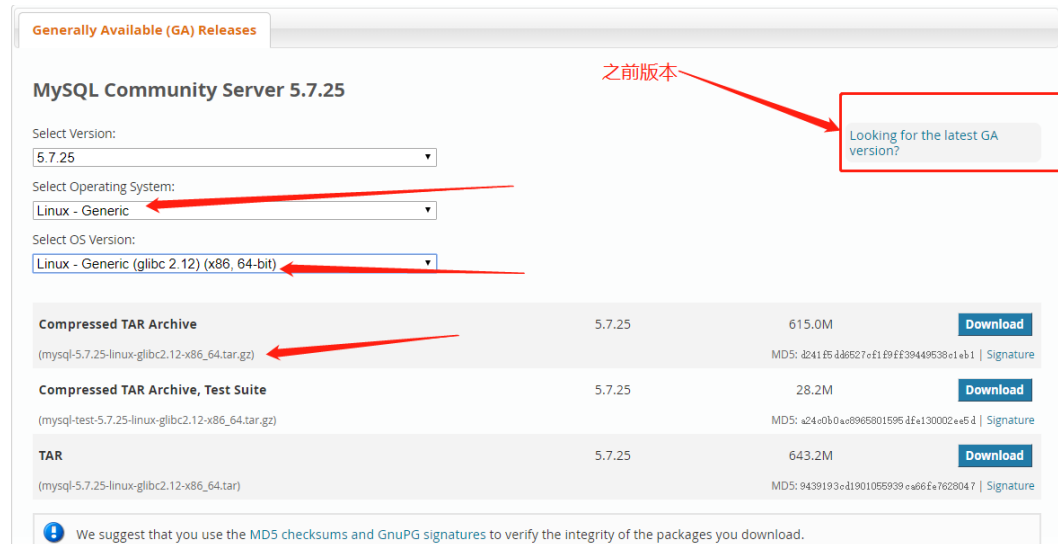 Generally Available (GA) Releases
MySQL Community Server 5.7.25
之前版本
Looking for the latest GA
version?
Select Version:
5.7.25
Select Operating System:
Linux - Generic
Select OS Version:
Linux - Generic (glibc 2.12) (x86, 64-bit)
Compressed TAR Archive 5.7.25 615.0M Download
(mysql-5.7.25-linux-glibc2.12-x86_64.tar.gz) MD5: | Signature
Compressed TAR Archive, Test Suite 5.7.25 28.2M Download
(mysql-test-5.7.25-linux-glibc2.12-x86_64.tar.gz) MD5: | Signature
TAR 5.7.25 643.2M Download
(mysql-5.7.25-linux-glibc2.12-x86_64.tar) MD5: | Signature
We suggest that you use the MD5 checksums and GnuPG signatures to verify the integrity of the packages you download.